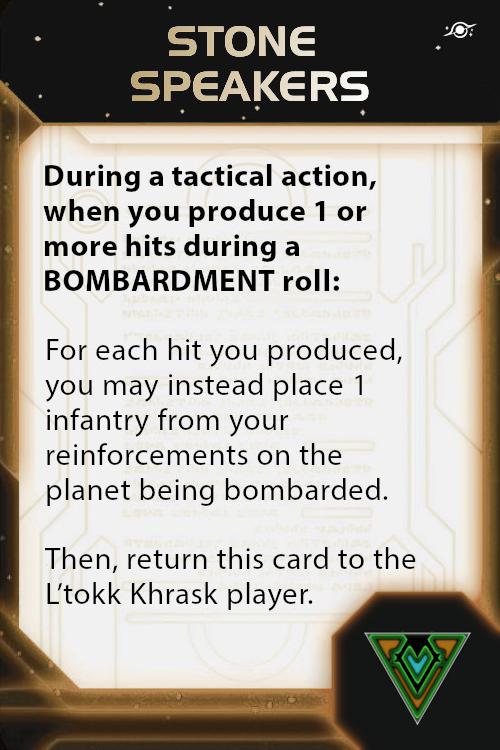 STONE
SPEAKERS
During a tactical action,
when you produce 1 or
more hits during a
BOMBARDMENT roll:
For each hit you produced,
you may instead place 1
infantry from your
reinforcements on the
planet being bombarded.
Then, return this card to the
L'tokk Khrask player.